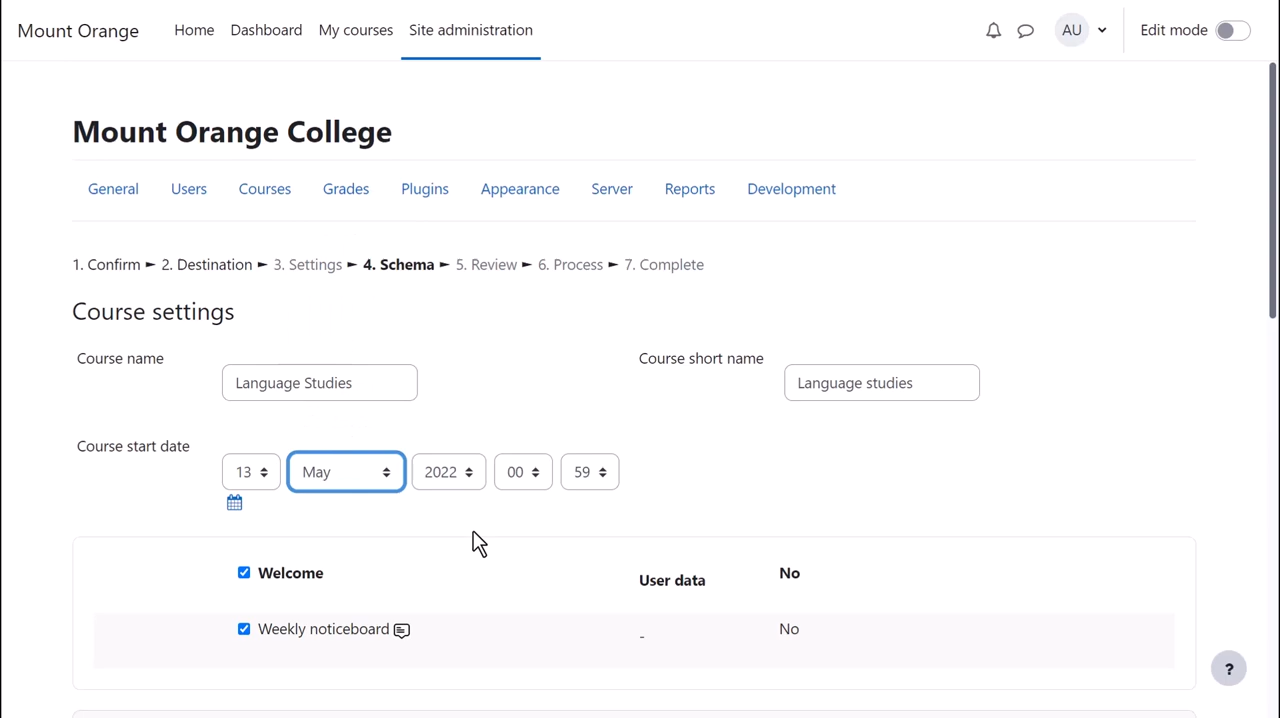 Mount Orange Home Dashboard My courses Site administration AU Edit mode
Mount Orange College
General Users Courses Grades Plugins Appearance Server Reports Development
1. Confirm ► 2. Destination ► 3. Settings ► 4. Schema ► 5. Review ► 6. Process ► 7. Complete
Course settings
Course name Course short name
Language Studies Language studies
Course start date
13 May 2022 00 59
Welcome User data No
Weekly noticeboard - No
?